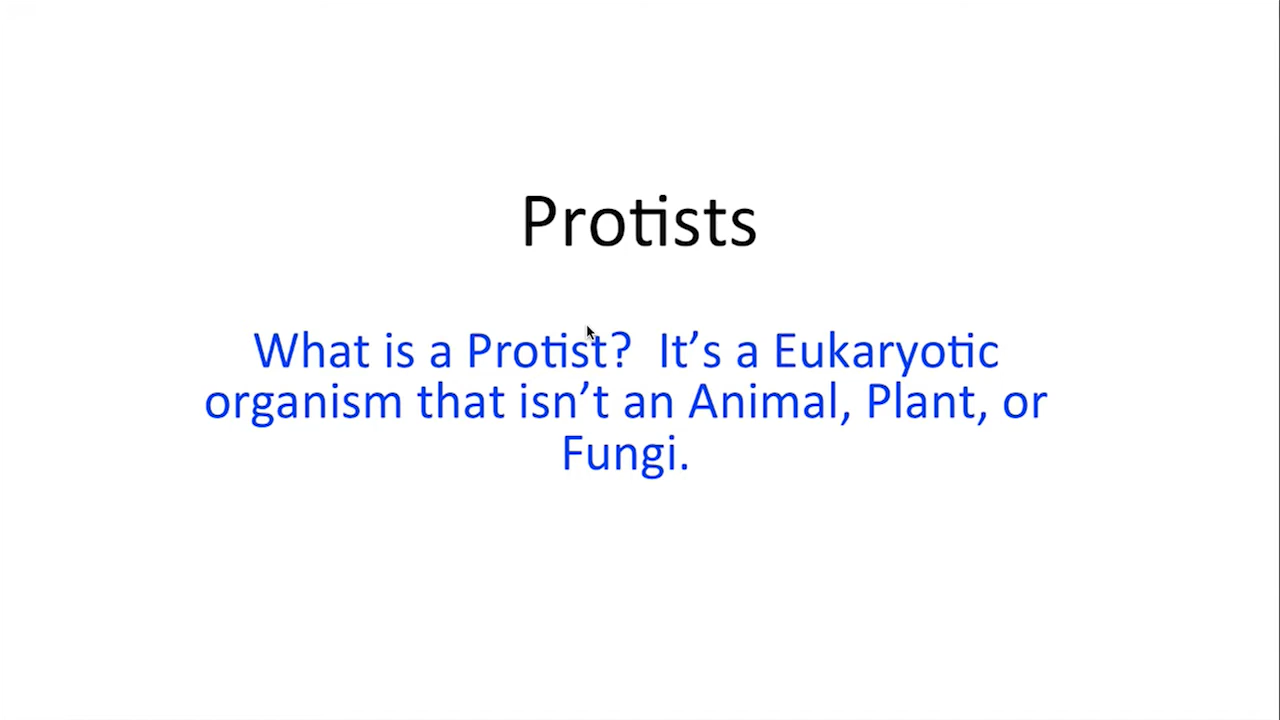 Protists
What is a Protist?  It’s a Eukaryotic
organism that isn’t an Animal, Plant, or
Fungi.